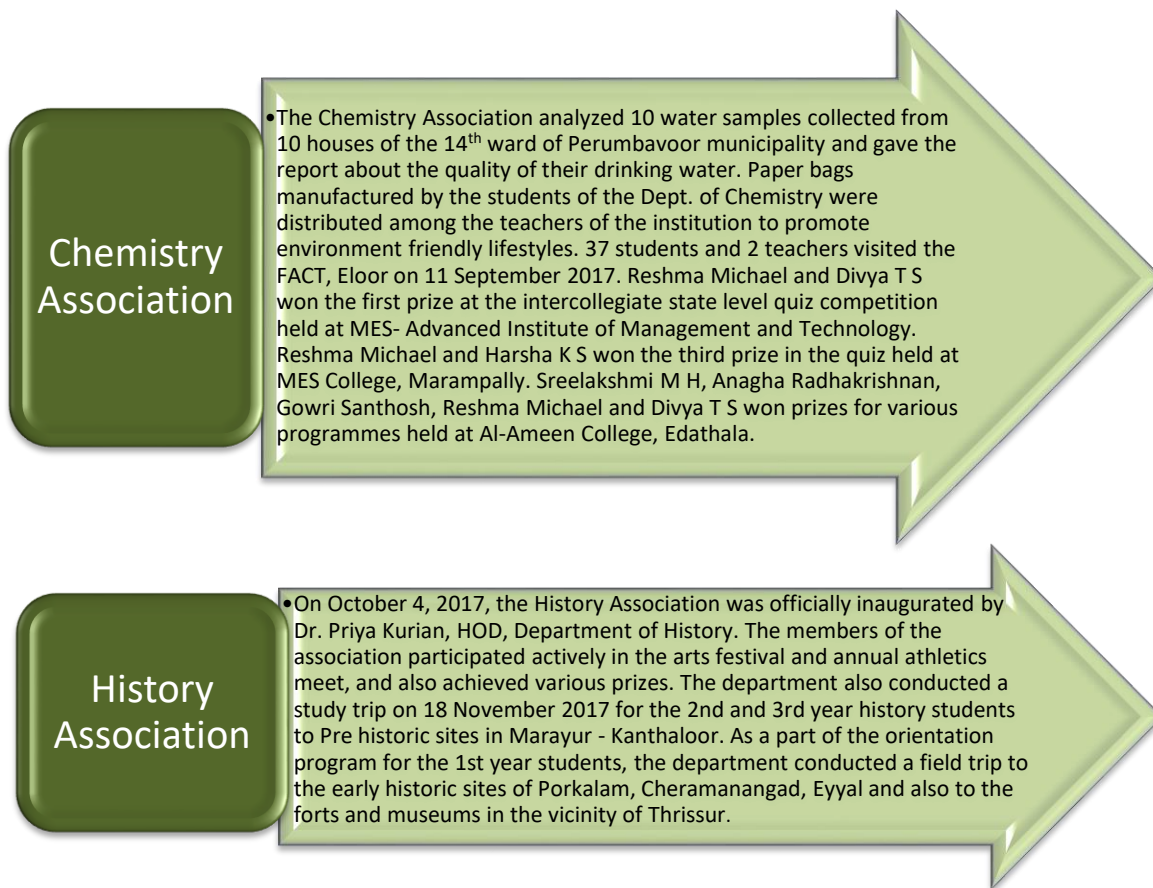 Chemistry
Association
•The Chemistry Association analyzed 10 water samples collected from
10 houses of the 14th ward of Perumbavoor municipality and gave the
report about the quality of their drinking water. Paper bags
manufactured by the students of the Dept. of Chemistry were
distributed among the teachers of the institution to promote
environment friendly lifestyles. 37 students and 2 teachers visited the
FACT, Eloor on 11 September 2017. Reshma Michael and Divya T S
won the first prize at the intercollegiate state level quiz competition
held at MES- Advanced Institute of Management and Technology.
Reshma Michael and Harsha K S won the third prize in the quiz held at
MES College, Marampally. Sreelakshmi M H, Anagha Radhakrishnan,
Gowri Santhosh, Reshma Michael and Divya T S won prizes for various
programmes held at Al-Ameen College, Edathala.
History
Association
•On October 4, 2017, the History Association was officially inaugurated by
Dr. Priya Kurian, HOD, Department of History. The members of the
association participated actively in the arts festival and annual athletics
meet, and also achieved various prizes. The department also conducted a
study trip on 18 November 2017 for the 2nd and 3rd year history students
to Pre historic sites in Marayur - Kanthaloor. As a part of the orientation
program for the 1st year students, the department conducted a field trip to
the early historic sites of Porkalam, Cheramanangad, Eyyal and also to the
forts and museums in the vicinity of Thrissur.